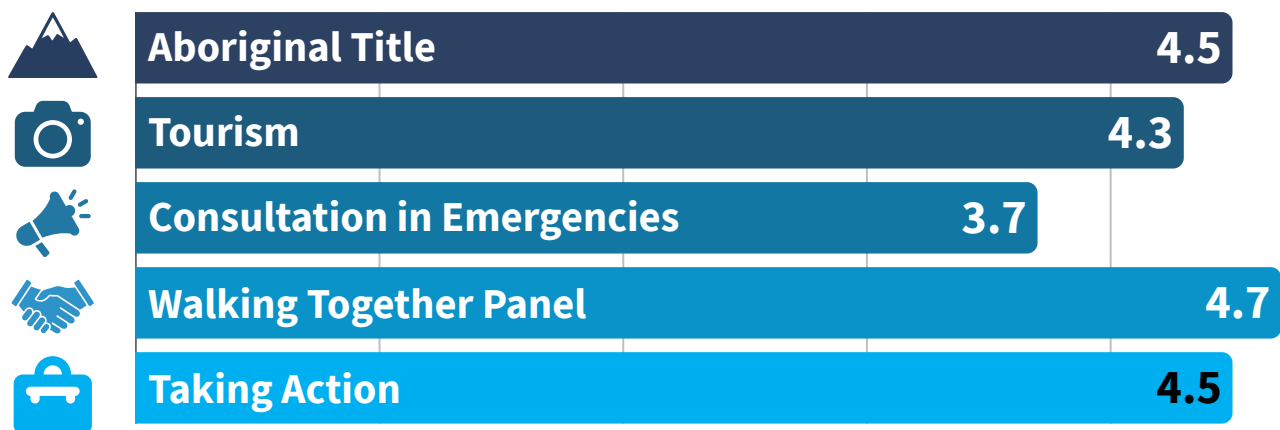 Aboriginal Title 4.5
Tourism 4.3
Consultation in Emergencies 3.7
Walking Together Panel 4.7
Taking Action 4.5